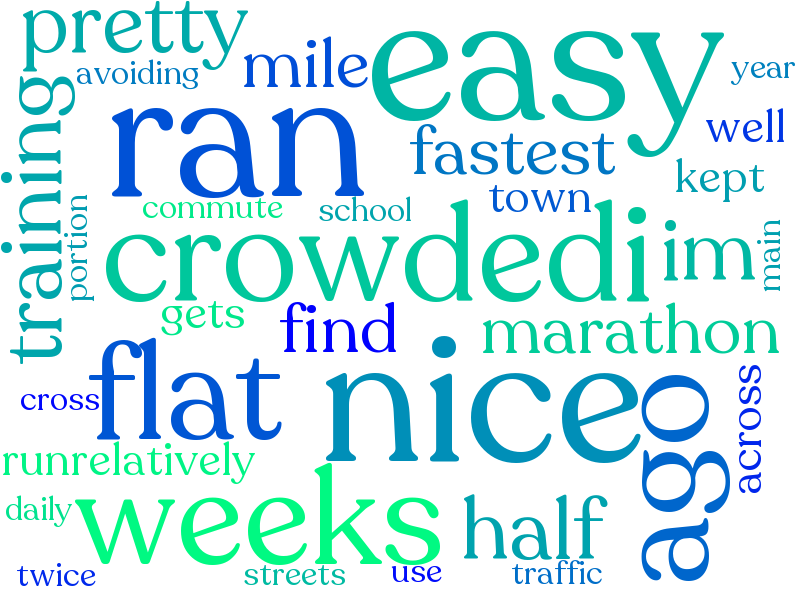 pretty
easy
mile
avoiding
year
training
ran
well
fastest
kept
town
portion
commute
school
crowdedi
im
main
gets
find
marathon
flat
nice
ago
across
cross
runrelatively
weeks
half
daily
twice
streets
use
traffic